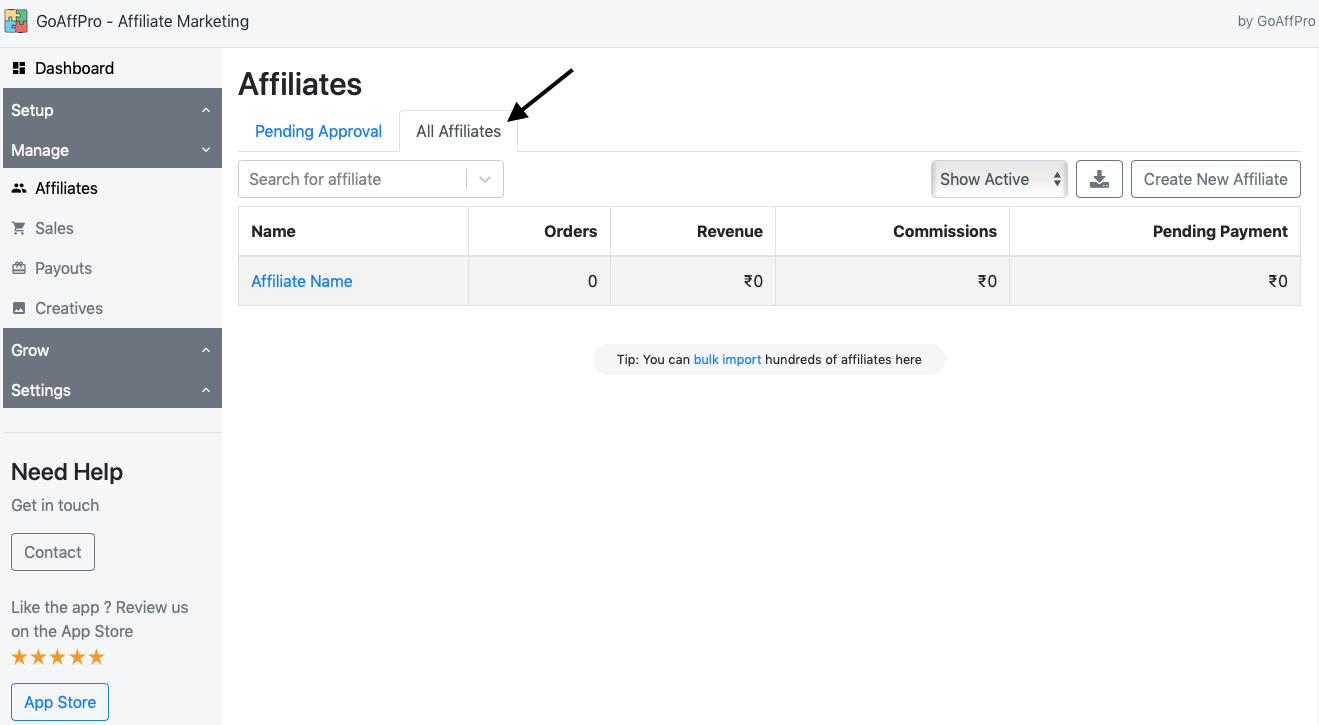 GoAffPro - Affiliate Marketing
by GoAffPro
Dashboard
Setup
Manage
Affiliates
Sales
Payouts
Creatives
Grow
Settings
Need Help
Get in touch
Contact
Like the app ? Review us
on the App Store
App Store
Affiliates
Pending Approval All Affiliates
Search for affiliate Show Active Create New Affiliate
Name Orders Revenue Commissions Pending Payment
Affiliate Name 0 ₹0 ₹0 ₹0
Tip: You can bulk import hundreds of affiliates here